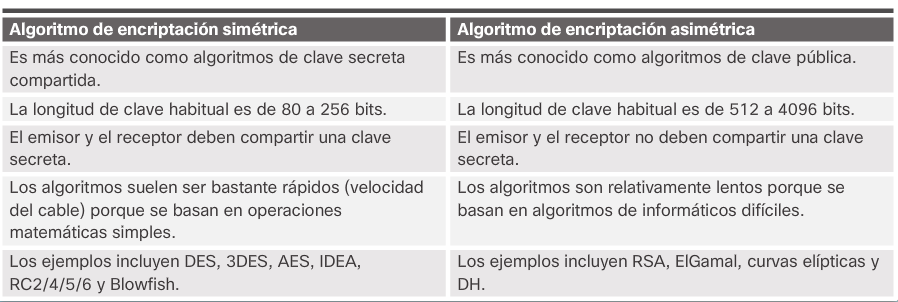 Algoritmo de encriptación simétrica
Algoritmo de encriptación asimétrica
Es más conocido como algoritmos de clave secreta
compartida.
Es más conocido como algoritmos de clave pública.
La longitud de clave habitual es de 80 a 256 bits.
La longitud de clave habitual es de 512 a 4096 bits.
El emisor y el receptor deben compartir una clave
secreta.
El emisor y el receptor no deben compartir una clave
secreta.
Los algoritmos suelen ser bastante rápidos (velocidad
del cable) porque se basan en operaciones
matemáticas simples.
Los algoritmos son relativamente lentos porque se
basan en algoritmos de informáticos difíciles.
Los ejemplos incluyen DES, 3DES, AES, IDEA,
RC2/4/5/6 y Blowfish.
Los ejemplos incluyen RSA, ElGamal, curvas elípticas y
DH.